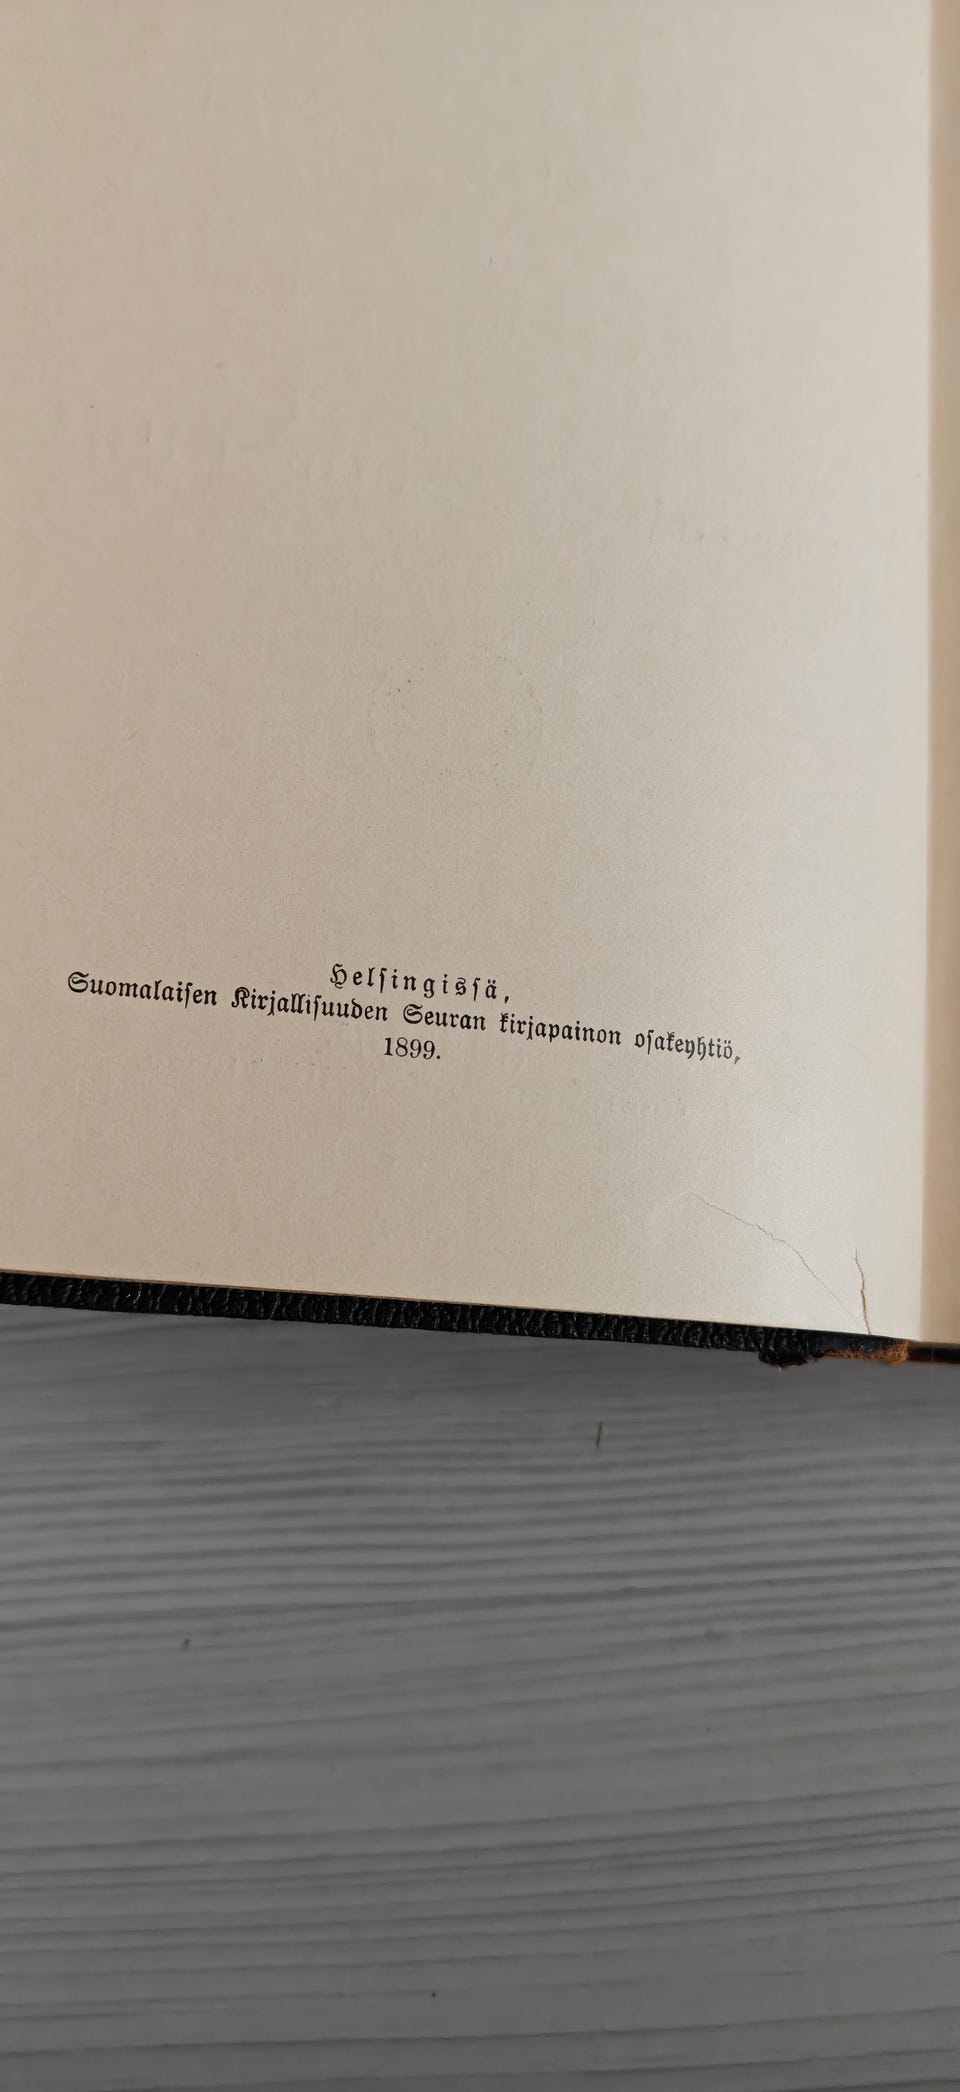 Helſingisſä,
Suomalaiſen Kirjalliſuuden Seuran kirjapainon oſakeyhtiö,
1899.